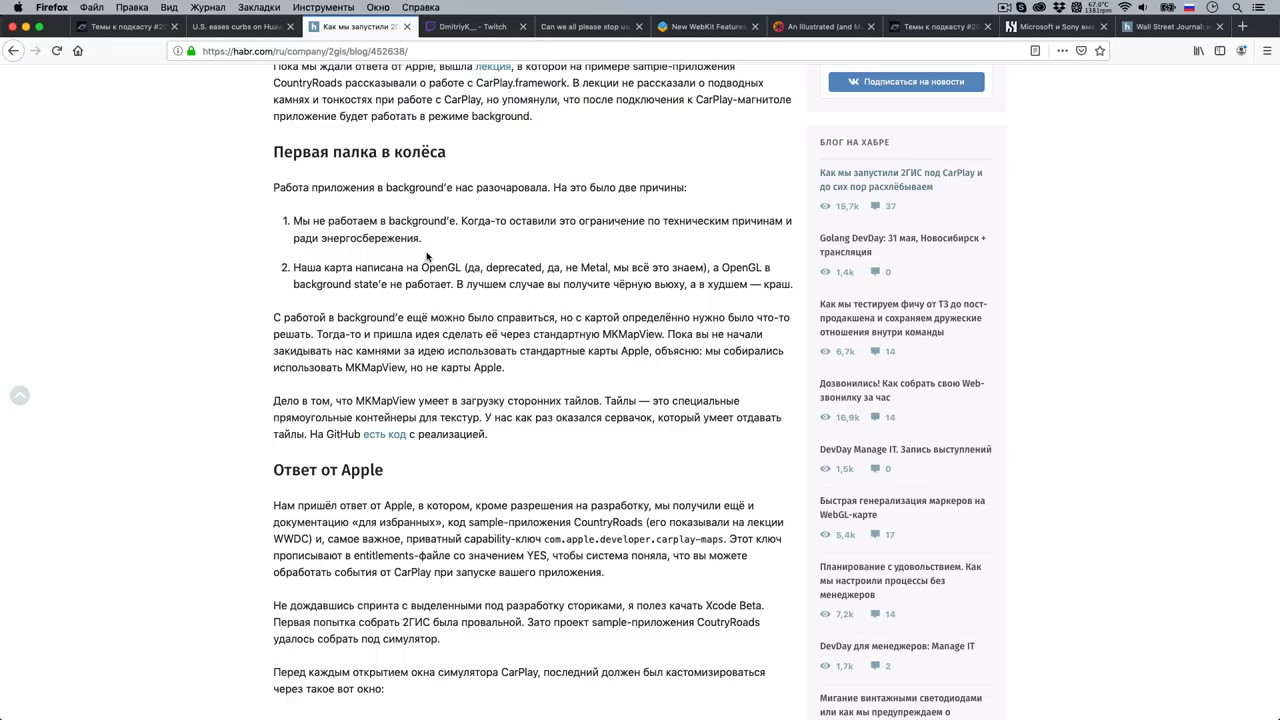 Firefox Файл Правка Вид Журнал Закладки Инструменты Окно Справка
67.0°C
1331rpm
Темы к подкасту #20
U.S. eases curbs on Hua
Как мы запустили 2Г
DmitriyK__ - Twitch
Can we all please stop us
New WebKit Features
An Illustrated (and M
Темы к подкасту #20
Microsoft и Sony вме
Wall Street Journal: н
https://habr.com/ru/company/2gis/blog/452638/
Пока мы ждали ответа от Apple, вышла лекция, в которой на примере sample-приложения
CountryRoads рассказывали о работе с CarPlay.framework. В лекции не рассказали о подводных
камнях и тонкостях при работе с CarPlay, но упомянули, что после подключения к CarPlay-магнитоле
приложение будет работать в режиме background.
Первая палка в колёса
Работа приложения в background’е нас разочаровала. На это было две причины:
1. Мы не работаем в background’е. Когда-то оставили это ограничение по техническим причинам и
ради энергосбережения.
2. Наша карта написана на OpenGL (да, deprecated, да, не Metal, мы всё это знаем), а OpenGL в
background state’е не работает. В лучшем случае вы получите чёрную вьюху, а в худшем — краш.
С работой в background’е ещё можно было справиться, но с картой определённо нужно было что-то
решать. Тогда-то и пришла идея сделать её через стандартную MKMapView. Пока вы не начали
закидывать нас камнями за идею использовать стандартные карты Apple, объясню: мы собирались
использовать MKMapView, но не карты Apple.
Дело в том, что MKMapView умеет в загрузку сторонних тайлов. Тайлы — это специальные
прямоугольные контейнеры для текстур. У нас как раз оказался сервачок, который умеет отдавать
тайлы. На GitHub есть код с реализацией.
Ответ от Apple
Нам пришёл ответ от Apple, в котором, кроме разрешения на разработку, мы получили ещё и
документацию «для избранных», код sample-приложения CountryRoads (его показывали на лекции
WWDC) и, самое важное, приватный capability-ключ com.apple.developer.carplay-maps. Этот ключ
прописывают в entitlements-файле со значением YES, чтобы система поняла, что вы можете
обработать события от CarPlay при запуске вашего приложения.
Не дождавшись спринта с выделенными под разработку сториками, я полез качать Xcode Beta.
Первая попытка собрать 2ГИС была провальной. Зато проект sample-приложения CoutryRoads
удалось собрать под симулятор.
Перед каждым открытием окна симулятора CarPlay, последний должен был кастомизироваться
через такое вот окно:
Подписаться на новости
БЛОГ НА ХАБРЕ
Как мы запустили 2ГИС под CarPlay и
до сих пор расхлёбываем
15,7k 37
Golang DevDay: 31 мая, Новосибирск +
трансляция
1,4k 0
Как мы тестируем фичу от ТЗ до пост-
продакшена и сохраняем дружеские
отношения внутри команды
6,7k 14
Дозвонились! Как собрать свою Web-
звонилку за час
16,9k 14
DevDay Manage IT. Запись выступлений
1,5k 0
Быстрая генерализация маркеров на
WebGL-карте
5,4k 17
Планирование с удовольствием. Как
мы настроили процессы без
менеджеров
7,2k 14
DevDay для менеджеров: Manage IT
1,7k 2
Мигание винтажными светодиодами
или как мы предупреждаем о